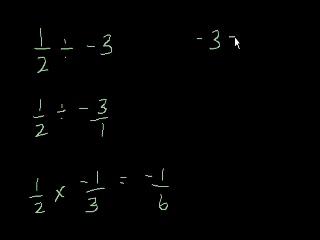 1/2 ÷ -3
-3 -
1/2 ÷ -3/1
1/2 x -1/3 = -1/6